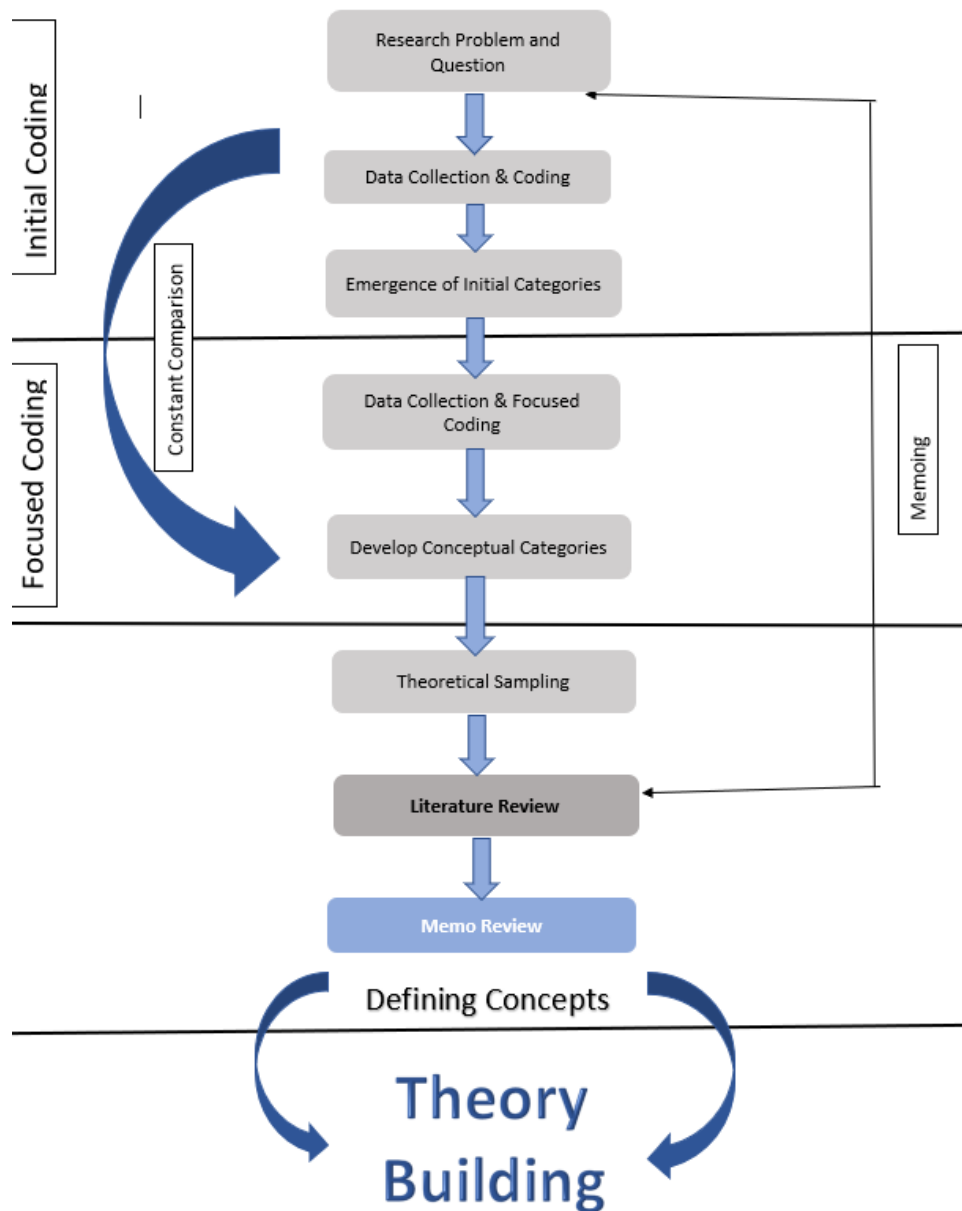 Initial Coding
Research Problem and
Question
Data Collection & Coding
Constant Comparison
Emergence of Initial Categories
Focused Coding
Data Collection & Focused
Coding
Memoing
Develop Conceptual Categories
Theoretical Sampling
Literature Review
Memo Review
Defining Concepts
Theory
Building